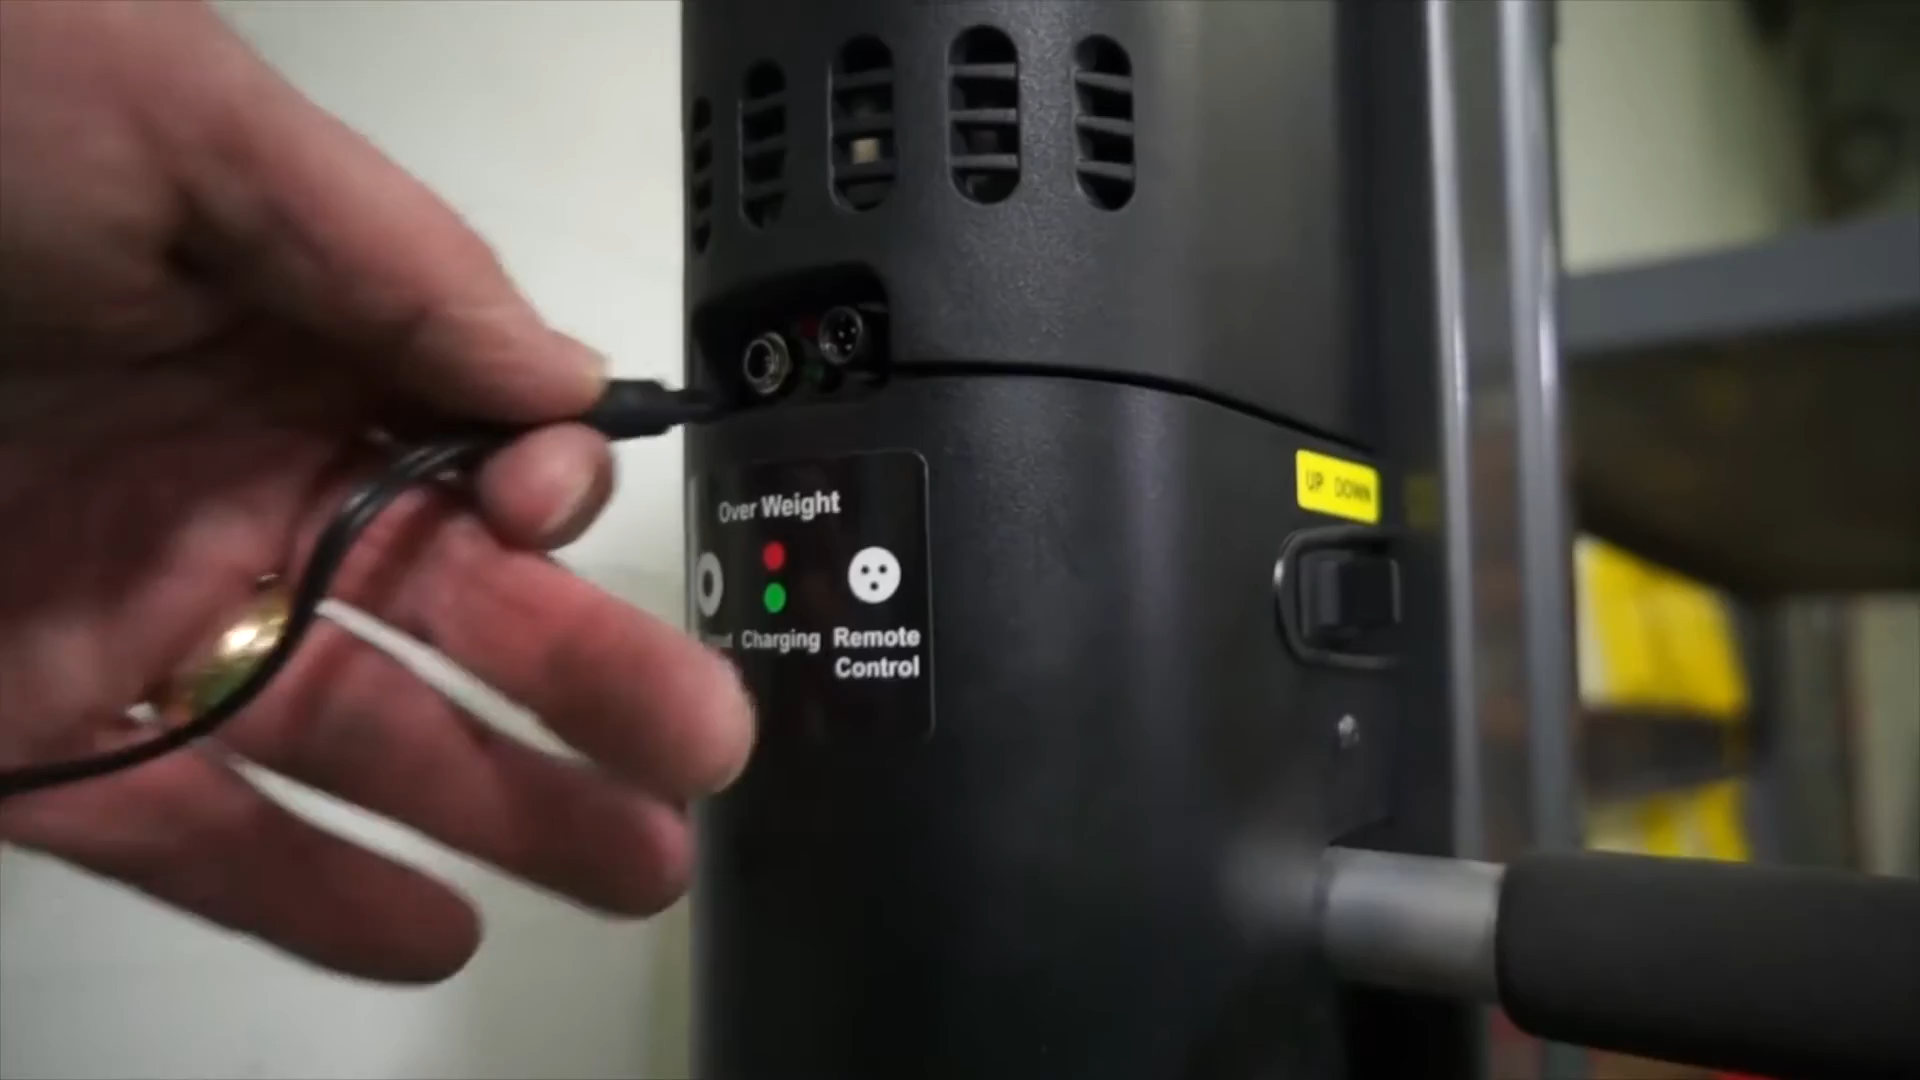 Over Weight
Charging
Remote
Control
UP DOWN